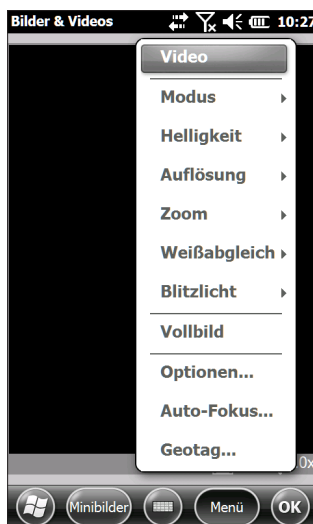 Bilder & Videos 10:27
Video
Modus
Helligkeit
Auflösung
Zoom
Weißabgleich
Blitzlicht
Vollbild
Optionen...
Auto-Fokus...
Geotag...
.0x
Minibilder Menü OK